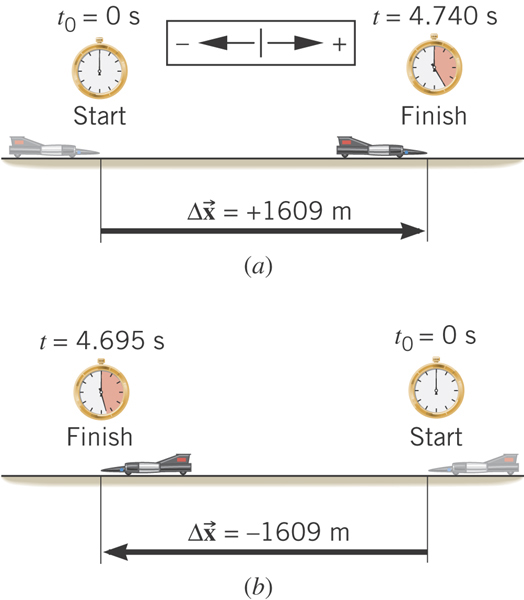 t₀ = 0 s
− +
t = 4.740 s
Start
Finish
Δx⃗ = +1609 m
(a)
t = 4.695 s
t₀ = 0 s
Finish
Start
Δx⃗ = −1609 m
(b)